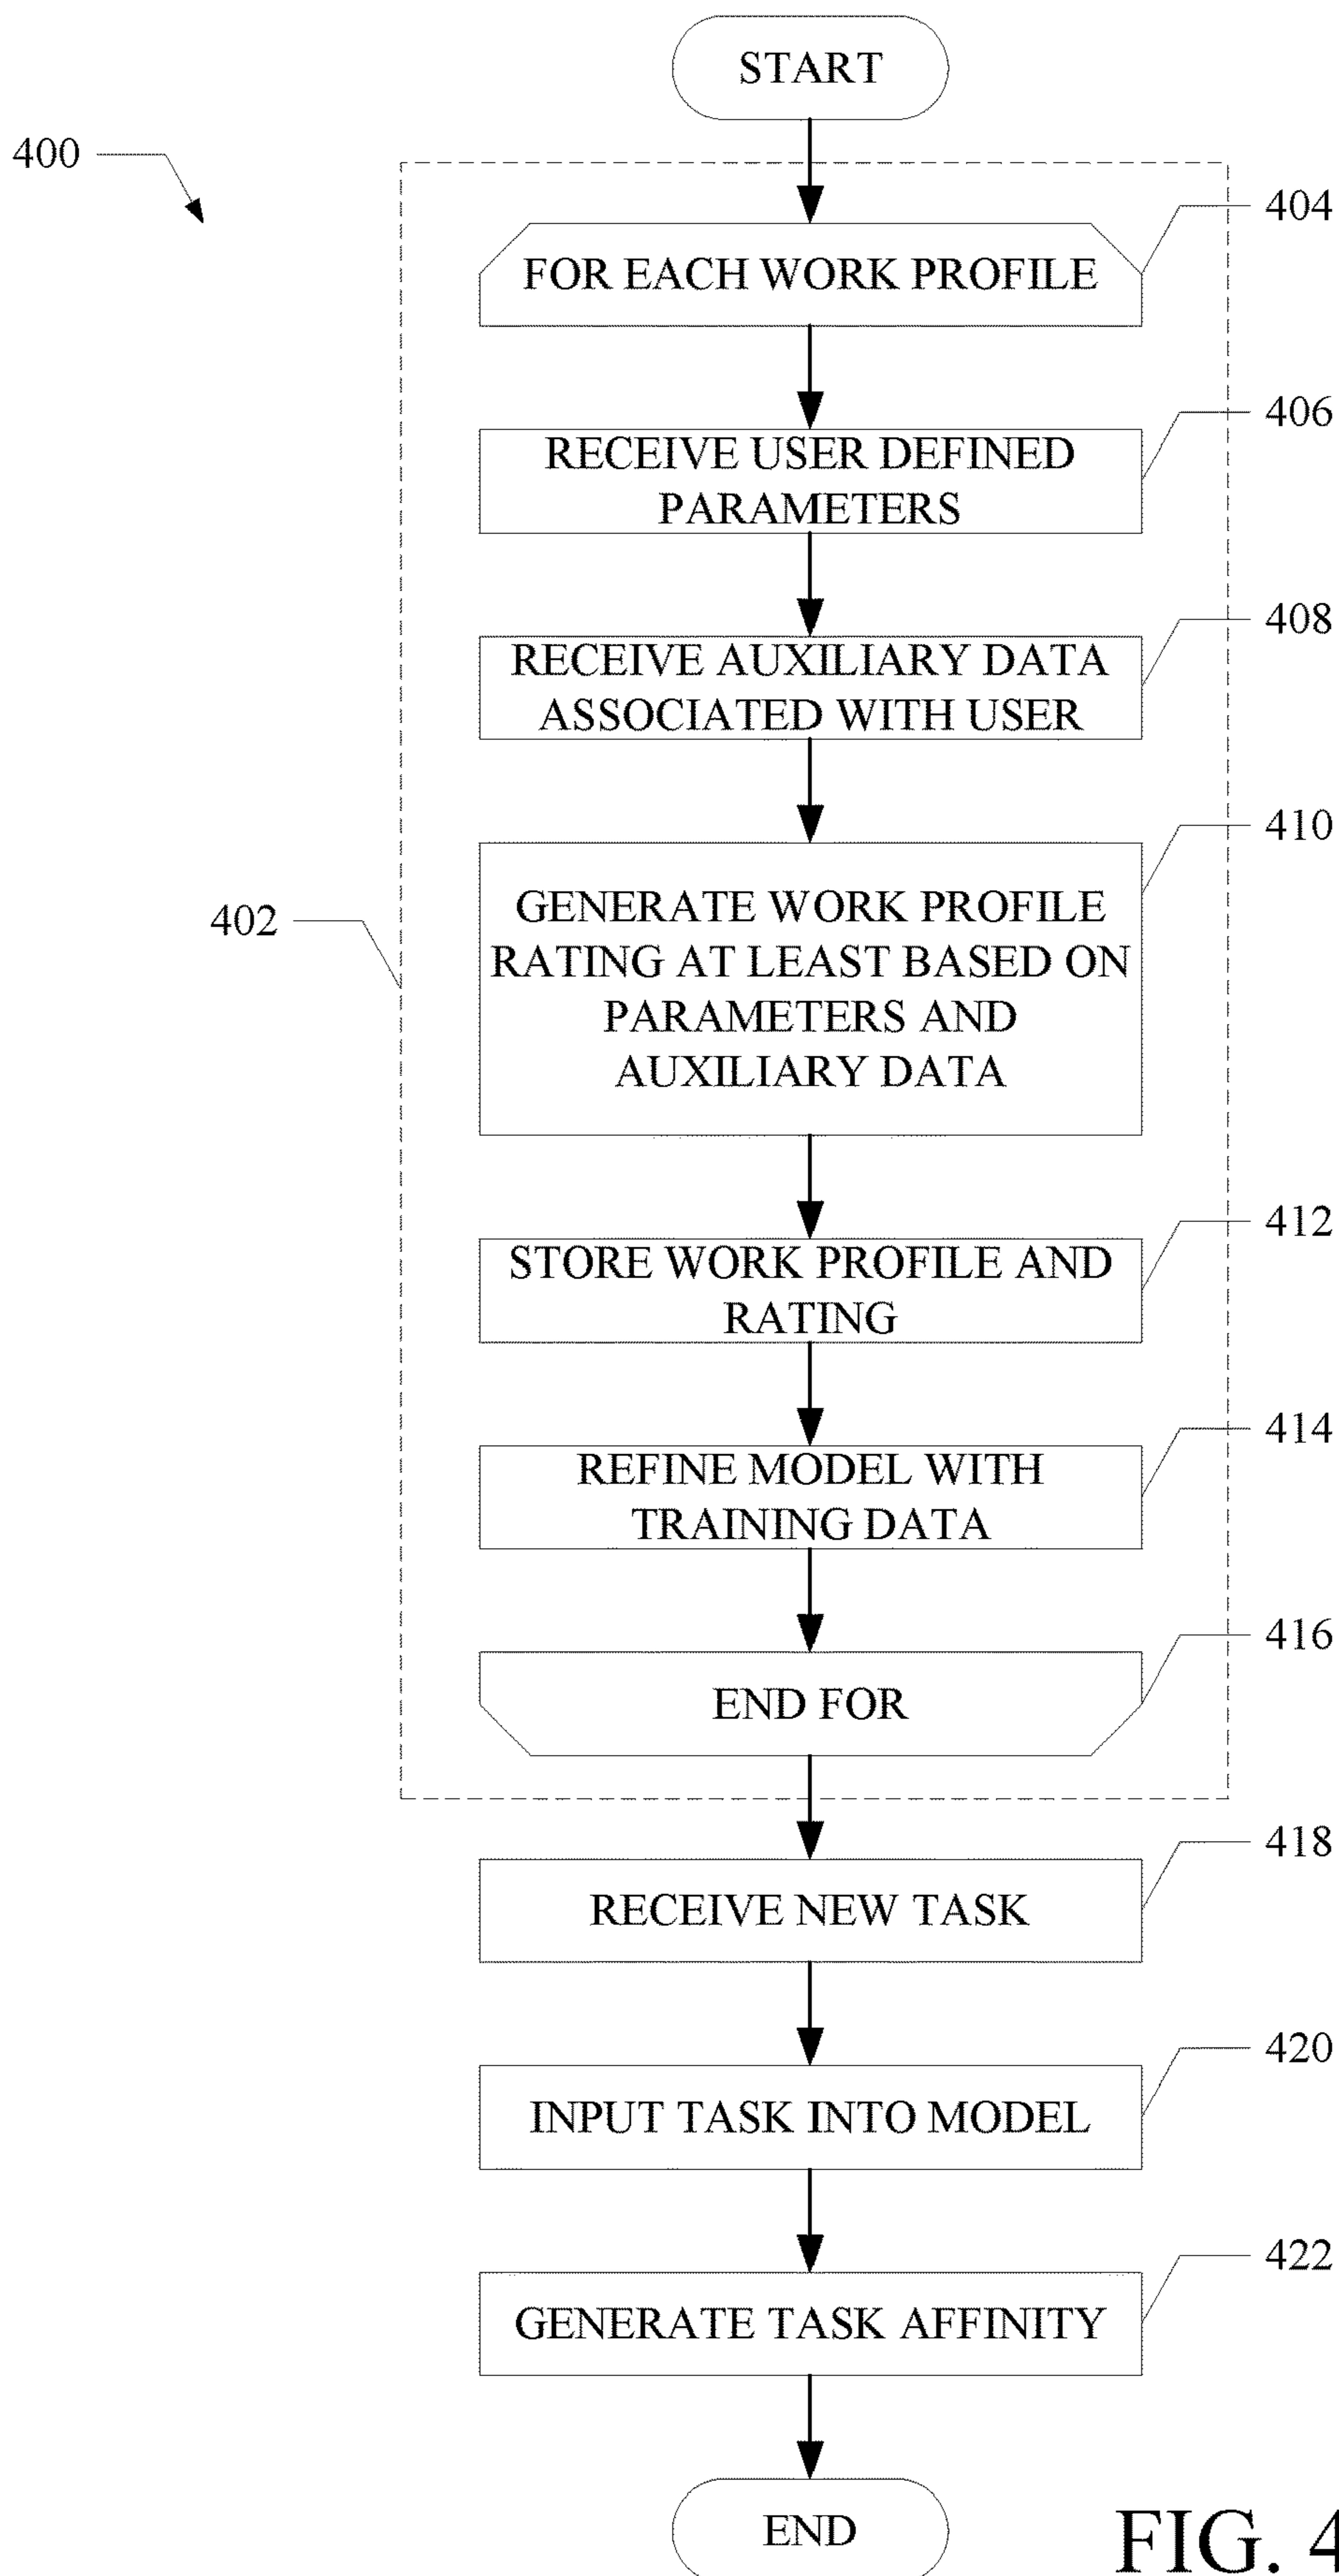 START
400
404
FOR EACH WORK PROFILE
406
RECEIVE USER DEFINED
PARAMETERS
408
RECEIVE AUXILIARY DATA
ASSOCIATED WITH USER
410
402
GENERATE WORK PROFILE
RATING AT LEAST BASED ON
PARAMETERS AND
AUXILIARY DATA
412
STORE WORK PROFILE AND
RATING
414
REFINE MODEL WITH
TRAINING DATA
416
END FOR
418
RECEIVE NEW TASK
420
INPUT TASK INTO MODEL
422
GENERATE TASK AFFINITY
END
FIG. 4